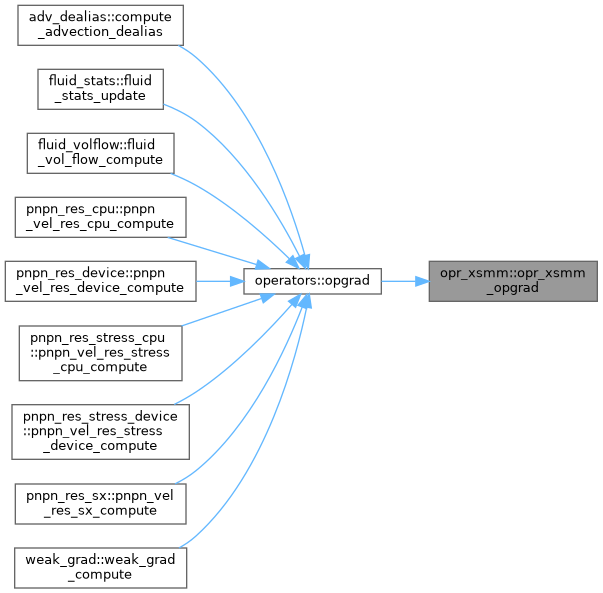 adv_dealias::compute
_advection_dealias
fluid_stats::fluid
_stats_update
fluid_volflow::fluid
_vol_flow_compute
pnpn_res_cpu::pnpn
_vel_res_cpu_compute
pnpn_res_device::pnpn
_vel_res_device_compute
operators::opgrad
opr_xsmm::opr_xsmm
_opgrad
pnpn_res_stress_cpu
::pnpn_vel_res_stress
_cpu_compute
pnpn_res_stress_device
::pnpn_vel_res_stress
_device_compute
pnpn_res_sx::pnpn_vel
_res_sx_compute
weak_grad::weak_grad
_compute